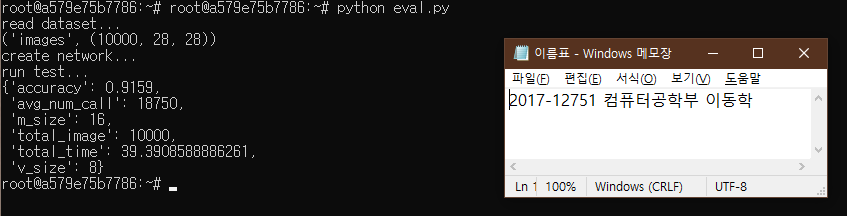 root@a579e75b7786:~# root@a579e75b7786:~# python eval.py
read dataset...
('images', (10000, 28, 28))
create network...
run test...
{'accuracy': 0.9159,
 'avg_num_call': 18750,
 'm_size': 16,
 'total_image': 10000,
 'total_time': 39.3908588886261,
 'v_size': 8}
root@a579e75b7786:~#
이름표 - Windows 메모장
파일(F) 편집(E) 서식(O) 보기(V) 도움말
2017-12751 컴퓨터공학부 이동학
Ln 1 100% Windows (CRLF) UTF-8